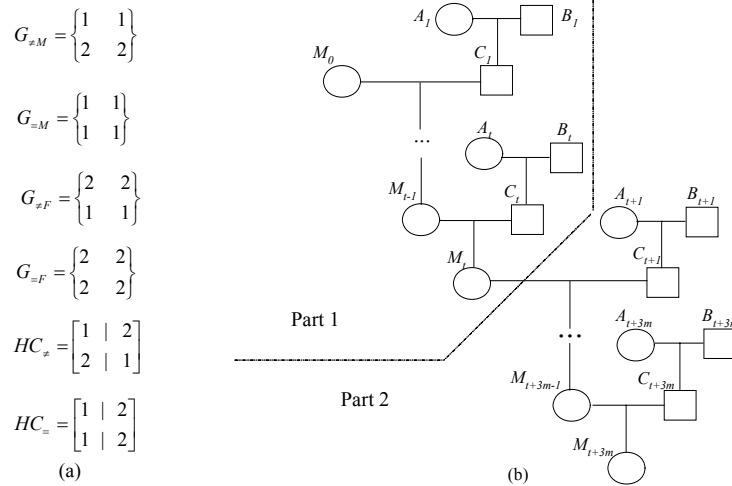 G≠M = {1 1
2 2}
G=M = {1 1
1 1}
G≠F = {2 2
1 1}
G=F = {2 2
2 2}
HC≠ = [1 | 2
2 | 1]
HC= = [1 | 2
1 | 2]
(a)
A1 B1
M0 C1
...
At Bt
Mt-1 Ct
Mt
At+1 Bt+1
Ct+1
Part 1
...
At+3m Bt+3m
Part 2
Mt+3m-1 Ct+3m
Mt+3m
(b)